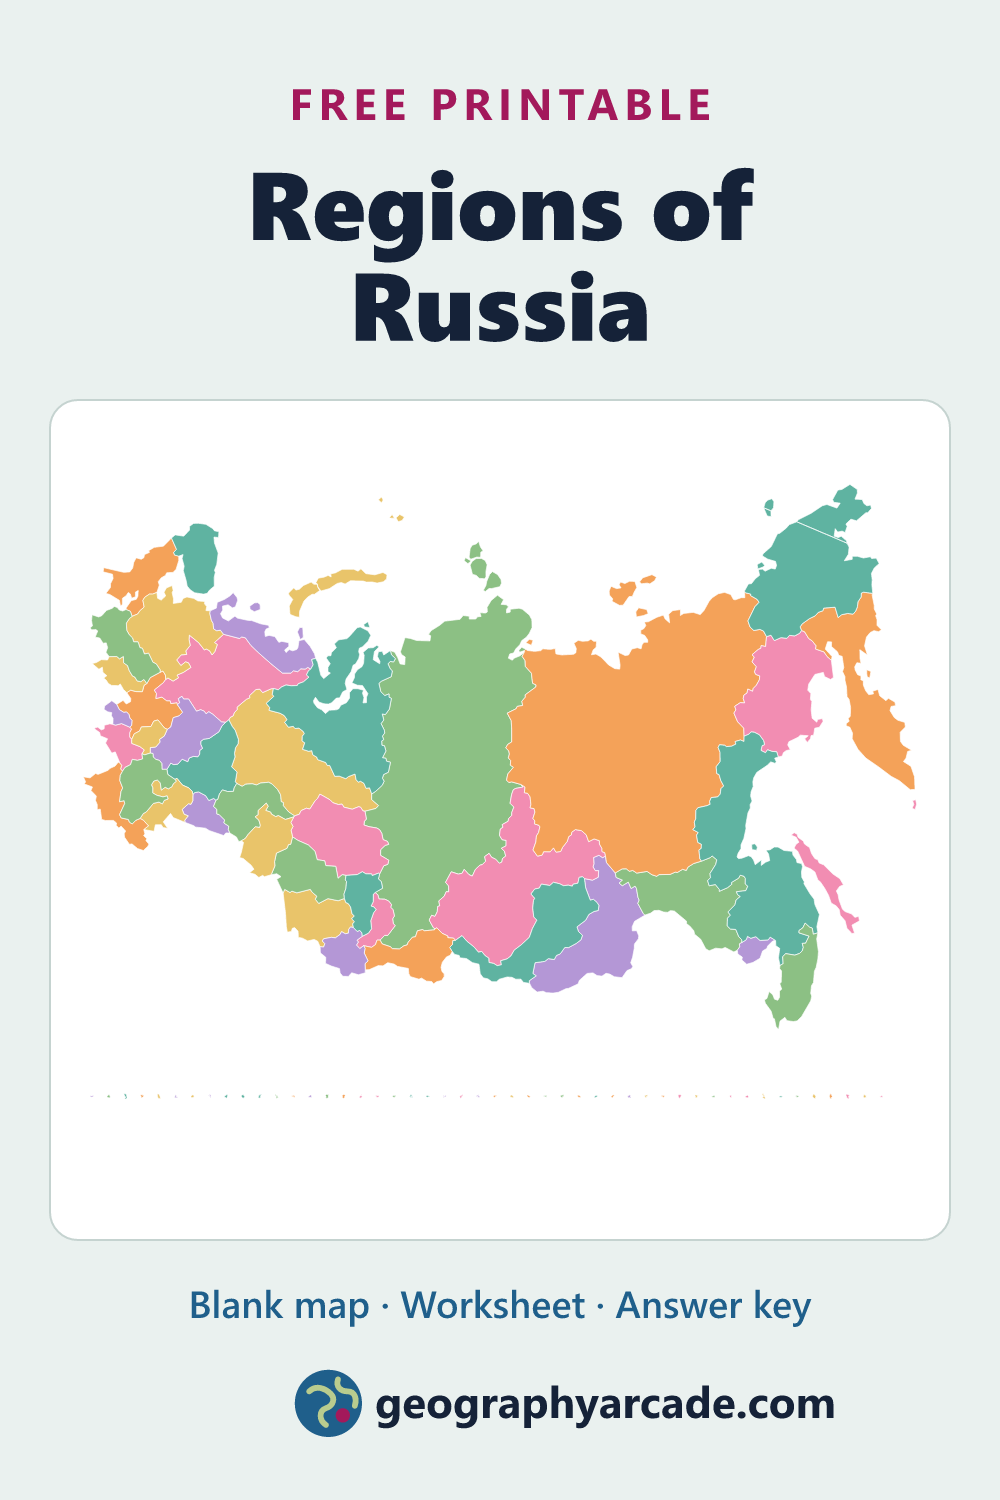 FREE PRINTABLE
Regions of
Russia
Blank map · Worksheet · Answer key
geographyarcade.com